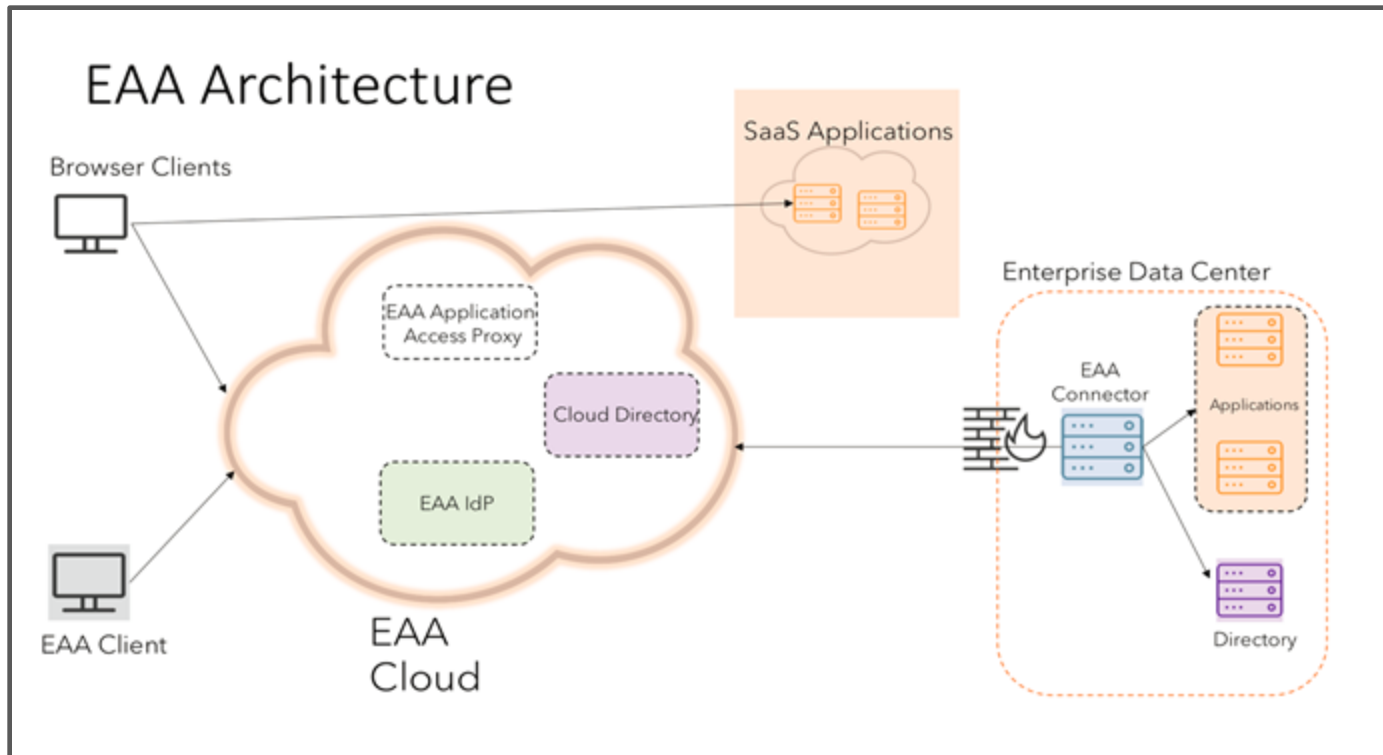 EAA Architecture
Browser Clients
SaaS Applications
Enterprise Data Center
EAA Application
Access Proxy
Cloud Directory
EAA IdP
EAA
Connector
Applications
EAA Client
EAA
Cloud
Directory